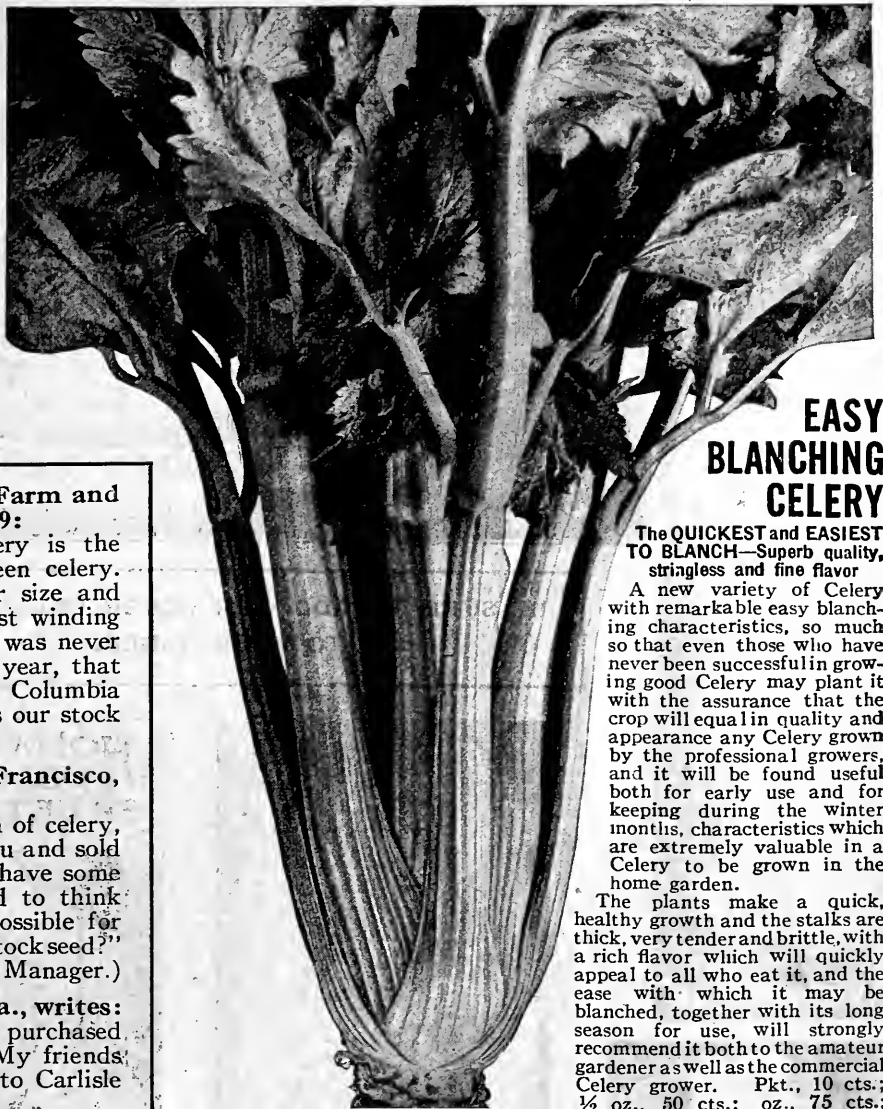 Farm and
9:
ery is the
een celery.
r size and
st winding
was never
year, that
Columbia
s our stock
Francisco,
of celery,
u and sold
have some
d to think
ossible for
tock seed?"
Manager.)
a., writes:
purchased
My friends
to Carlisle
EASY
BLANCHING
CELERY
The QUICKEST and EASIEST
TO BLANCH—Superb quality,
stringless and fine flavor
A new variety of Celery
with remarkable easy blanch-
ing characteristics, so much
so that even those who have
never been successful in grow-
ing good Celery may plant it
with the assurance that the
crop will equal in quality and
appearance any Celery grown
by the professional growers,
and it will be found useful
both for early use and for
keeping during the winter
months, characteristics which
are extremely valuable in a
Celery to be grown in the
home garden.
The plants make a quick,
healthy growth and the stalks are
thick, very tender and brittle, with
a rich flavor which will quickly
appeal to all who eat it, and the
ease with which it may be
blanched, together with its long
season for use, will strongly
recommend it both to the amateur
gardener as well as the commercial
Celery grower. Pkt., 10 cts.;
½ oz., 50 cts.; oz., 75 cts.;